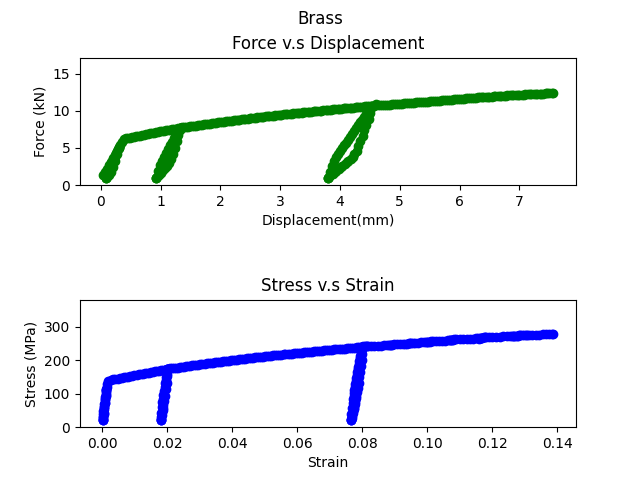 Brass
Force v.s Displacement
15
10
5
0
Force (kN)
0 1 2 3 4 5 6 7
Displacement(mm)
Stress v.s Strain
300
200
100
0
Stress (MPa)
0.00 0.02 0.04 0.06 0.08 0.10 0.12 0.14
Strain